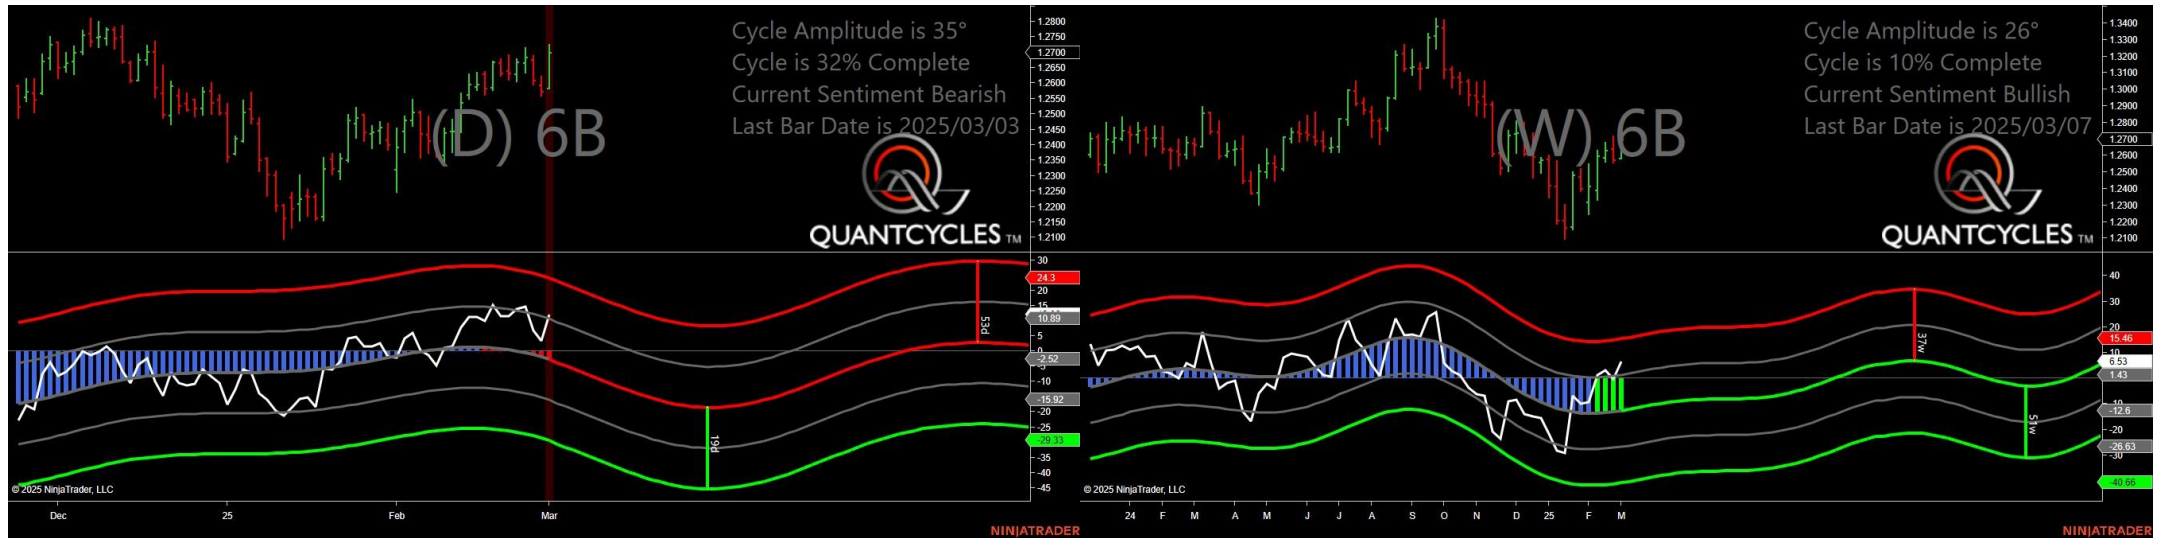 Cycle Amplitude is 35°
Cycle is 32% Complete
Current Sentiment Bearish
Last Bar Date is 2025/03/03
(D) 6B
QUANTCYCLES TM
1.2800
1.2750
1.2700
1.2650
1.2600
1.2550
1.2500
1.2450
1.2400
1.2350
1.2300
1.2250
1.2200
1.2150
1.2100
30
24.3
20
15
10.89
5
0
-2.52
-5
-10
-15.92
-20
-25
-29.33
-35
-40
-45
53d
19d
© 2025 NinjaTrader, LLC
Dec
25
Feb
Mar
NINJATRADER
Cycle Amplitude is 26°
Cycle is 10% Complete
Current Sentiment Bullish
Last Bar Date is 2025/03/07
(W) 6B
QUANTCYCLES TM
1.3400
1.3300
1.3200
1.3100
1.3000
1.2900
1.2800
1.2700
1.2600
1.2500
1.2400
1.2300
1.2200
1.2100
40
30
20
15.46
10
6.53
1.43
-12.6
-20
-26.63
-30
-40.66
37w
51w
© 2025 NinjaTrader, LLC
24 F M A M J J A S O N D 25 F M
NINJATRADER